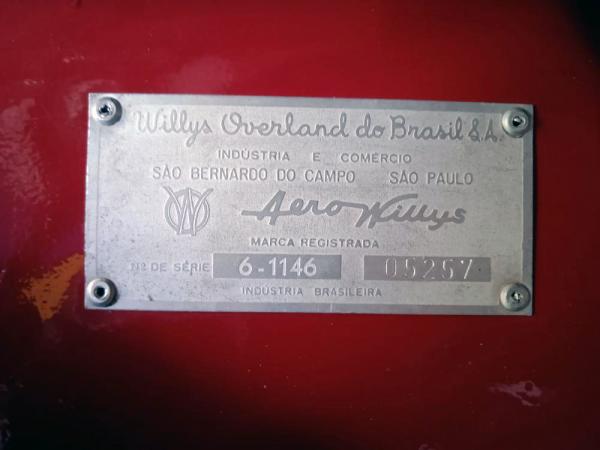 Willys Overland do Brasil S.A.
INDÚSTRIA E COMÉRCIO
SÃO BERNARDO DO CAMPO SÃO PAULO
W Aero Willys
MARCA REGISTRADA
Nº DE SÉRIE 6-1146 05257
INDÚSTRIA BRASILEIRA